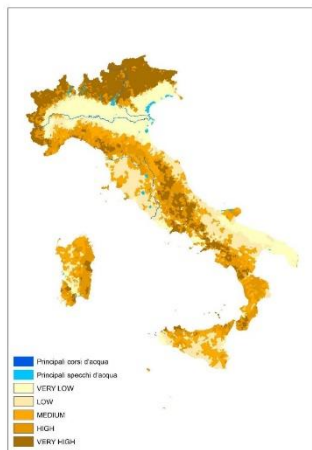 Principali corsi d'acqua
Principali specchi d'acqua
VERY LOW
LOW
MEDIUM
HIGH
VERY HIGH